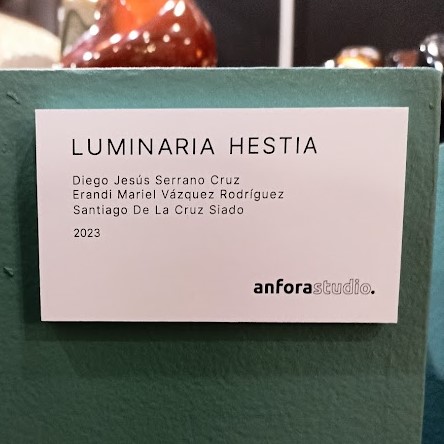 LUMINARIA HESTIA
Diego Jesús Serrano Cruz
Erandi Mariel Vázquez Rodríguez
Santiago De La Cruz Siado
2023
anforastudio.